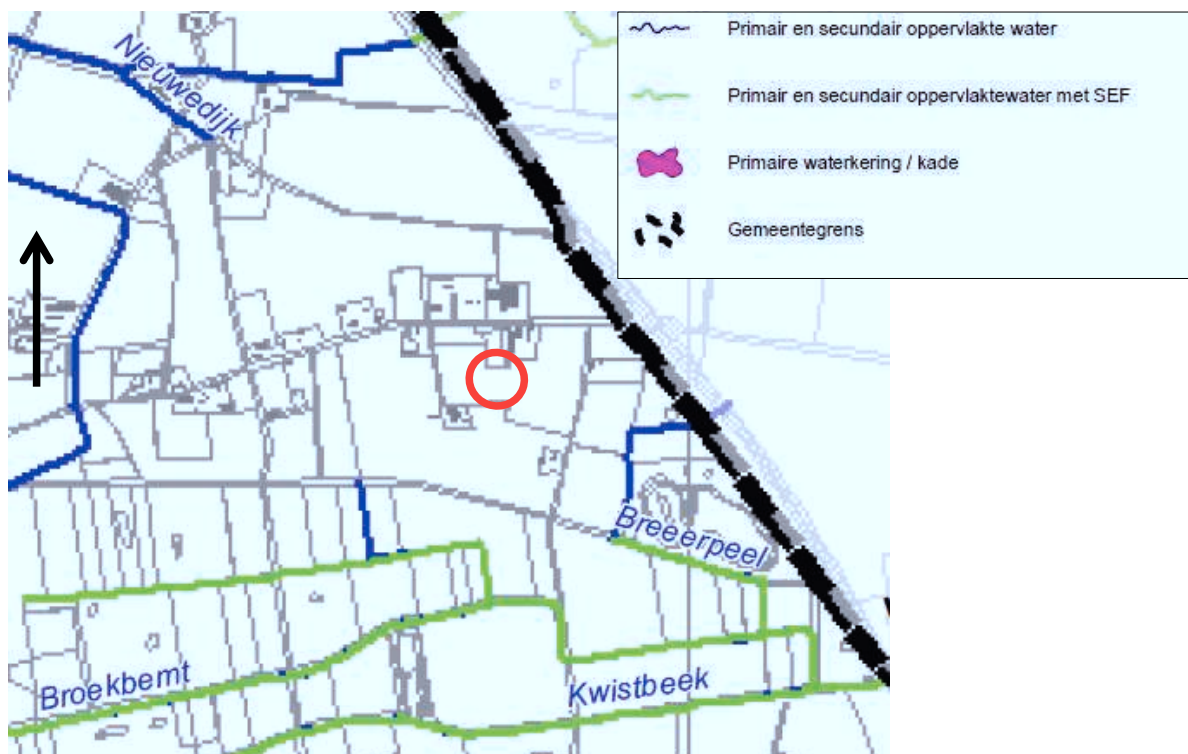 Primair en secundair oppervlakte water
Primair en secundair oppervlaktewater met SEF
Primaire waterkering / kade
Gemeentegrens
Nieuwedijk
Breeerpeel
Broekbemt
Kwistbeek